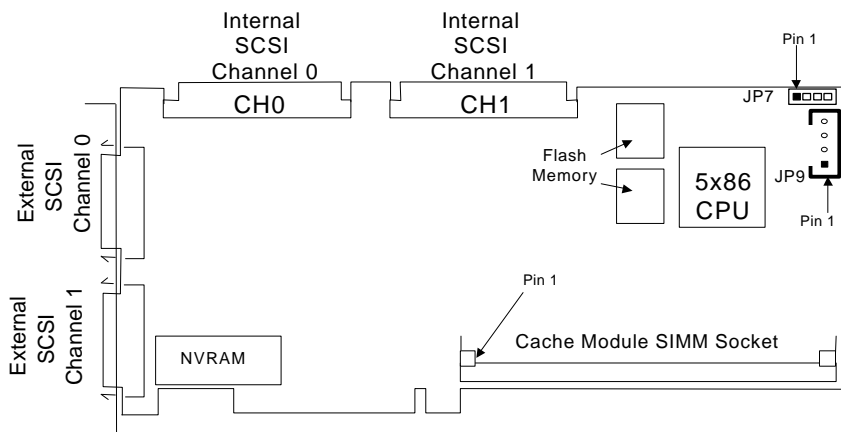 Internal
SCSI
Channel 0
Internal
SCSI
Channel 1
Pin 1
CH0
CH1
JP7
External
SCSI
Channel 0
Flash
Memory
5x86
CPU
JP9
Pin 1
External
SCSI
Channel 1
Pin 1
NVRAM
Cache Module SIMM Socket